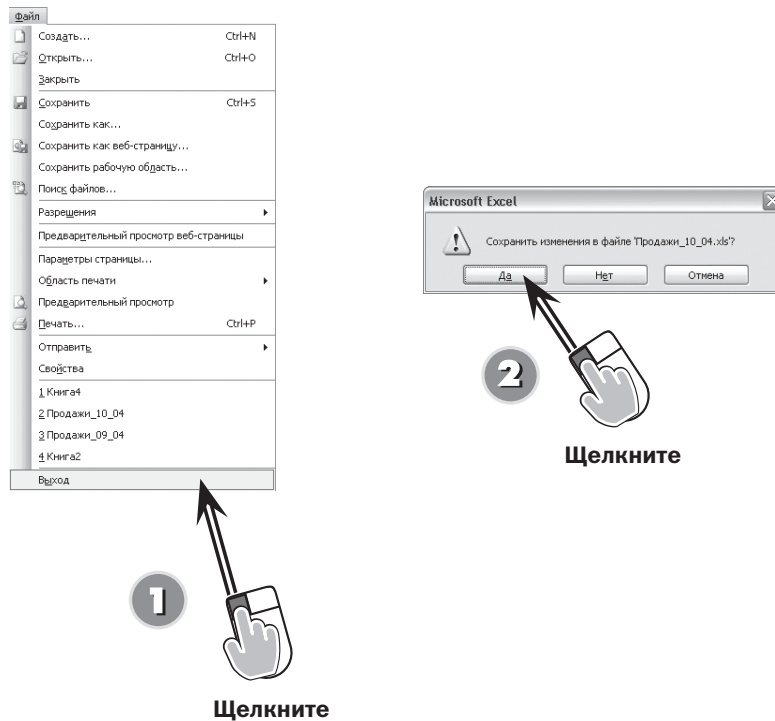 Файл
Создать... Ctrl+N
Открыть... Ctrl+O
Закрыть
Сохранить Ctrl+S
Сохранить как...
Сохранить как веб-страницу...
Сохранить рабочую область...
Поиск файлов...
Разрешения
Предварительный просмотр веб-страницы
Параметры страницы...
Область печати
Предварительный просмотр
Печать... Ctrl+P
Отправить
Свойства
1 Книга4
2 Продажи_10_04
3 Продажи_09_04
4 Книга2
Выход
1
Щелкните
Microsoft Excel
Сохранить изменения в файле 'Продажи_10_04.xls'?
Да Нет Отмена
2
Щелкните